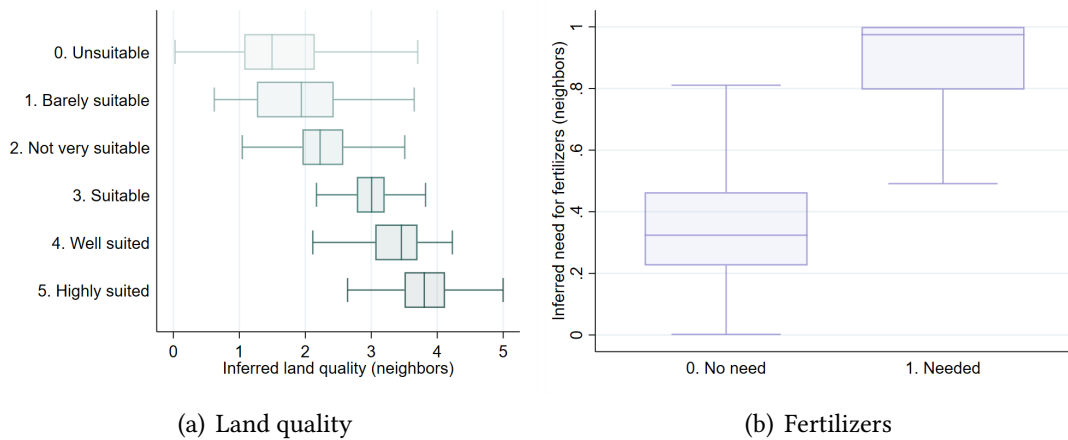 0. Unsuitable
1. Barely suitable
2. Not very suitable
3. Suitable
4. Well suited
5. Highly suited
0 1 2 3 4 5
Inferred land quality (neighbors)
(a) Land quality
Inferred need for fertilizers (neighbors)
1
.8
.6
.4
.2
0
0. No need 1. Needed
(b) Fertilizers